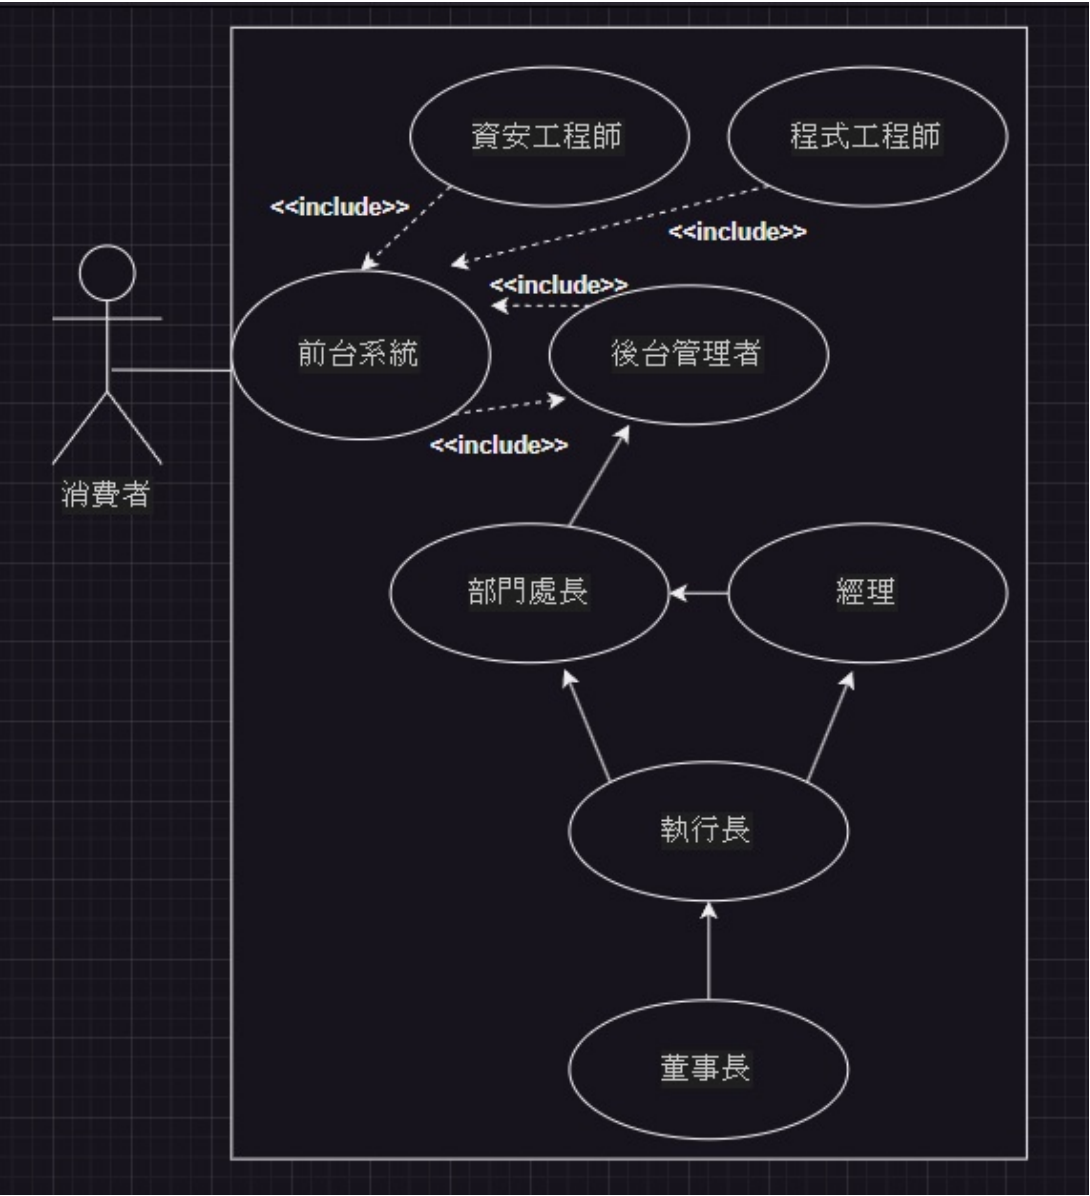 資安工程師
程式工程師
<<include>>
<<include>>
<<include>>
前台系統
後台管理者
<<include>>
消費者
部門處長
經理
執行長
董事長